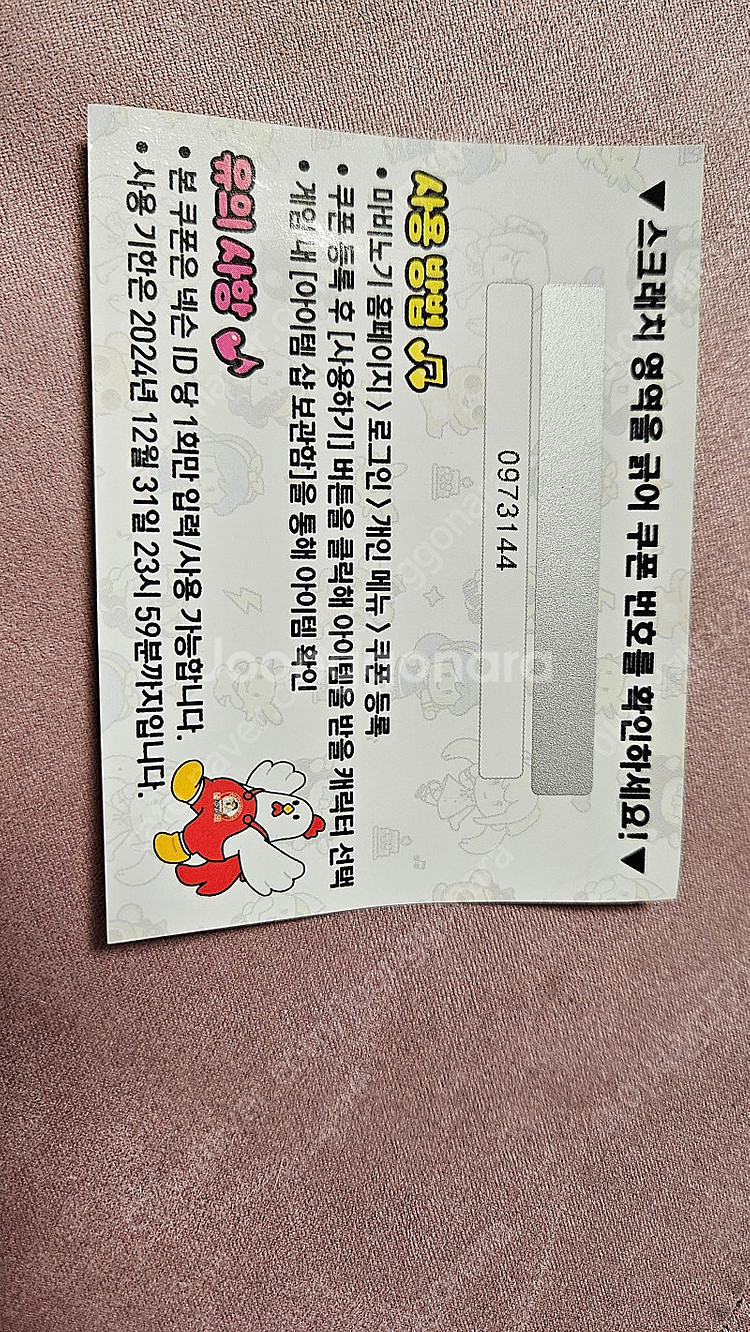 ▼스크래치 영역을 긁어 쿠폰 번호를 확인하세요!▼
0973144
사용 방법
• 마비노기 홈페이지 > 로그인 > 개인 메뉴 > 쿠폰 등록
• 쿠폰 등록 후 [사용하기] 버튼을 클릭해 아이템을 받을 캐릭터 선택
• 게임 내 [아이템 샵 보관함]을 통해 아이템 확인
유의 사항
• 본 쿠폰은 넥슨 ID 당 1회만 입력/사용 가능합니다.
• 사용 기한은 2024년 12월 31일 23시 59분까지입니다.
Joonggonara